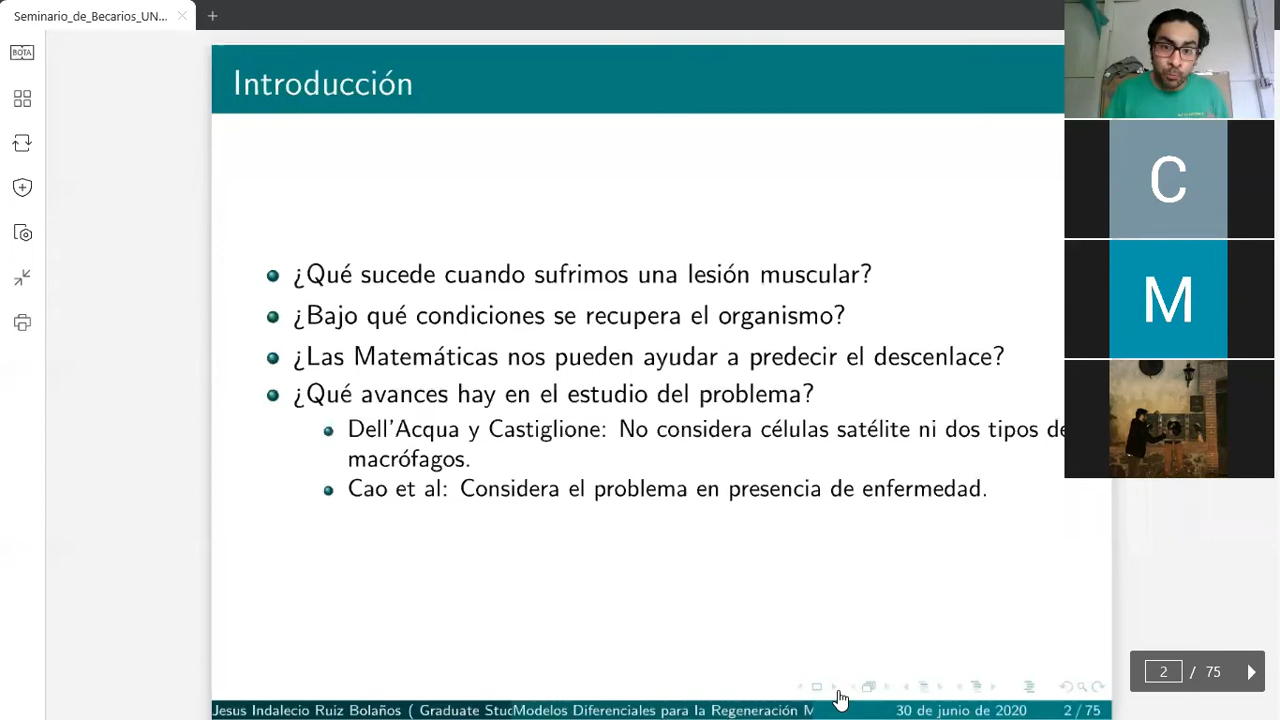 Seminario_de_Becarios_UN...
BOTA
Introducción
¿Qué sucede cuando sufrimos una lesión muscular?
¿Bajo qué condiciones se recupera el organismo?
¿Las Matemáticas nos pueden ayudar a predecir el descenlace?
¿Qué avances hay en el estudio del problema?
Dell'Acqua y Castiglione: No considera células satélite ni dos tipos de
macrófagos.
Cao et al: Considera el problema en presencia de enfermedad.
C
M
2 / 75
Jesus Indalecio Ruiz Bolaños ( Graduate Stud Modelos Diferenciales para la Regeneración M 30 de junio de 2020 2 / 75